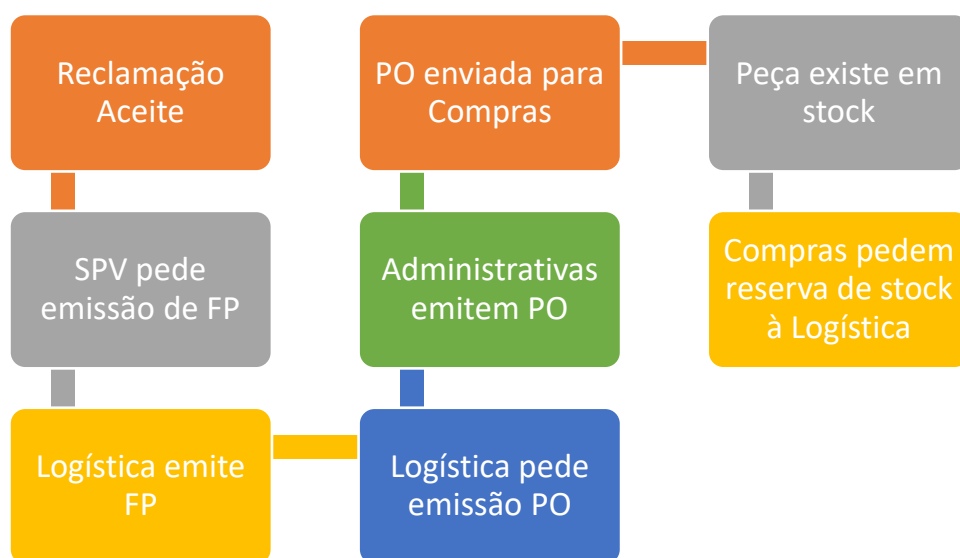 Reclamação
Aceite
SPV pede
emissão de FP
Logística emite
FP
Logística pede
emissão PO
Administrativas
emitem PO
PO enviada para
Compras
Peça existe em
stock
Compras pedem
reserva de stock
à Logística